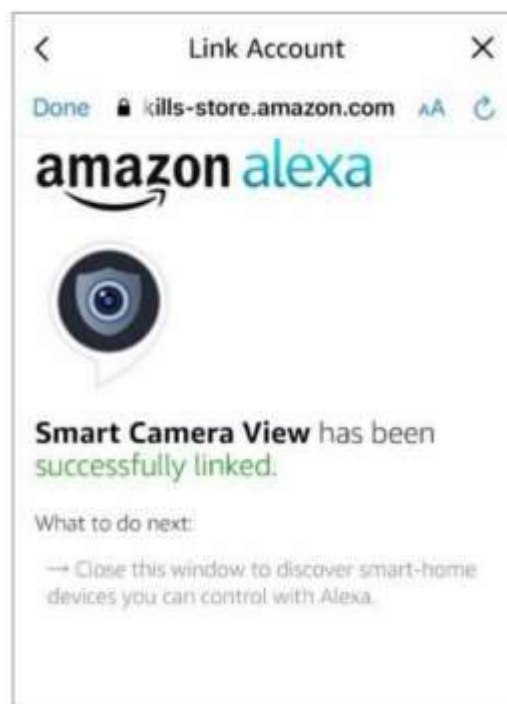 Link Account
Done kills-store.amazon.com AA
amazon alexa
Smart Camera View has been
successfully linked.
What to do next:
→ Close this window to discover smart-home
devices you can control with Alexa.